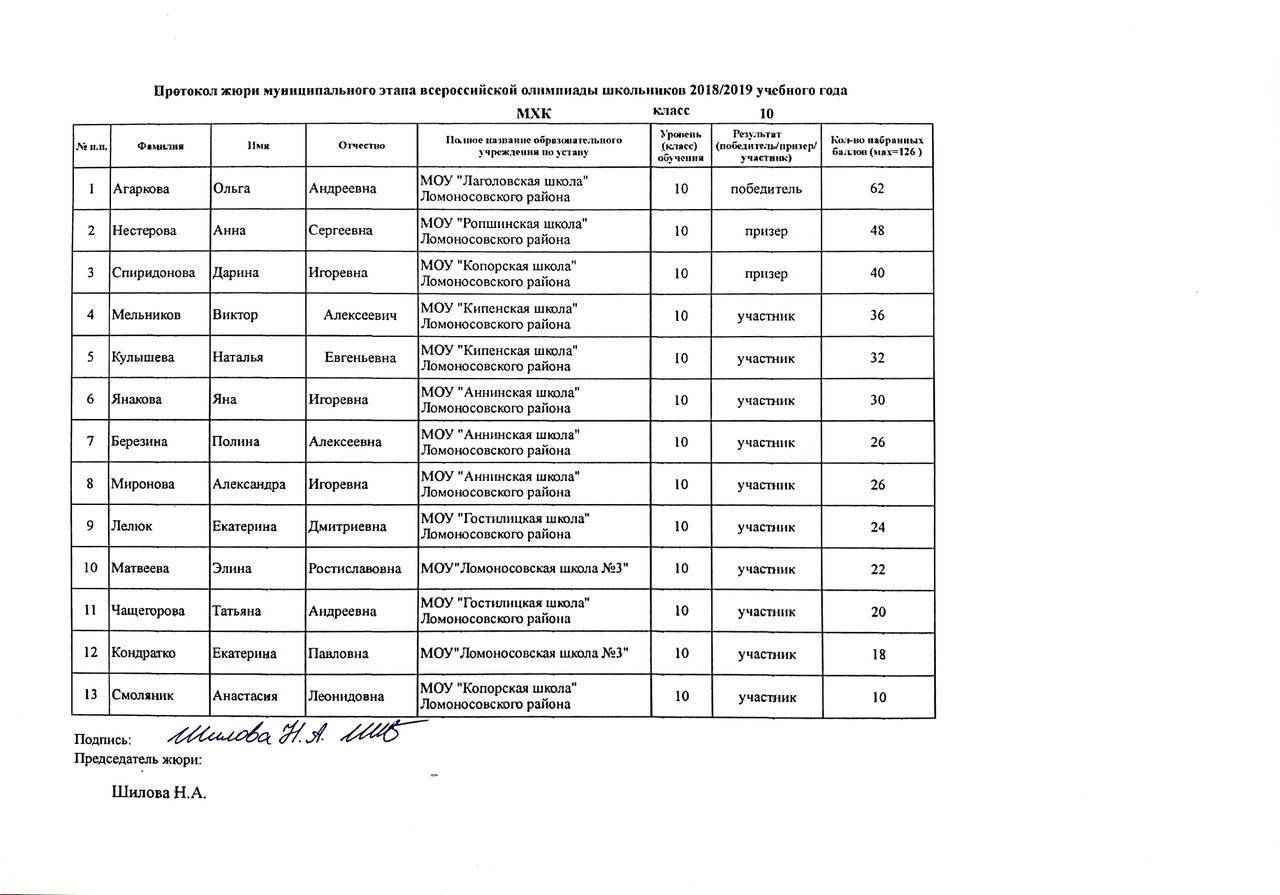 Протокол жюри муниципального этапа всероссийской олимпиады школьников 2018/2019 учебного года
МХК класс 10
№ п.п. Фамилия Имя Отчество Полное название образовательного учреждения по уставу Уровень (класс) обучения Результат (победитель/призер/участник) Кол-во набранных баллов (мах=126 )
1 Агаркова Ольга Андреевна МОУ "Лаголовская школа" Ломоносовского района 10 победитель 62
2 Нестерова Анна Сергеевна МОУ "Ропшинская школа" Ломоносовского района 10 призер 48
3 Спиридонова Дарина Игоревна МОУ "Копорская школа" Ломоносовского района 10 призер 40
4 Мельников Виктор Алексеевич МОУ "Кипенская школа" Ломоносовского района 10 участник 36
5 Кулышева Наталья Евгеньевна МОУ "Кипенская школа" Ломоносовского района 10 участник 32
6 Янакова Яна Игоревна МОУ "Аннинская школа" Ломоносовского района 10 участник 30
7 Березина Полина Алексеевна МОУ "Аннинская школа" Ломоносовского района 10 участник 26
8 Миронова Александра Игоревна МОУ "Аннинская школа" Ломоносовского района 10 участник 26
9 Лелюк Екатерина Дмитриевна МОУ "Гостилицкая школа" Ломоносовского района 10 участник 24
10 Матвеева Элина Ростиславовна МОУ"Ломоносовская школа №3" 10 участник 22
11 Чащегорова Татьяна Андреевна МОУ "Гостилицкая школа" Ломоносовского района 10 участник 20
12 Кондратко Екатерина Павловна МОУ"Ломоносовская школа №3" 10 участник 18
13 Смоляник Анастасия Леонидовна МОУ "Копорская школа" Ломоносовского района 10 участник 10
Подпись: Шилова Н.А.
Председатель жюри:
Шилова Н.А.